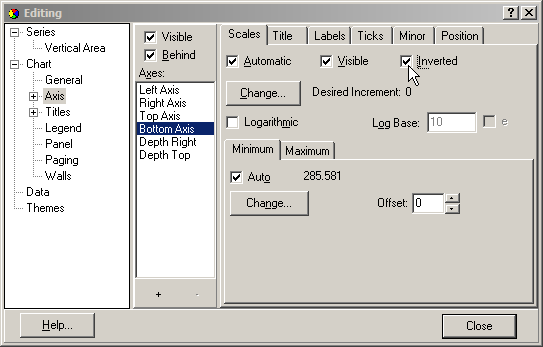 Editing
Series
Vertical Area
Chart
General
Axis
Titles
Legend
Panel
Paging
Walls
Data
Themes
Visible
Behind
Axes:
Left Axis
Right Axis
Top Axis
Bottom Axis
Depth Right
Depth Top
+ -
Scales Title Labels Ticks Minor Position
Automatic Visible Inverted
Change... Desired Increment: 0
Logarithmic Log Base: 10 e
Minimum Maximum
Auto 285.581
Change... Offset: 0
Help... Close